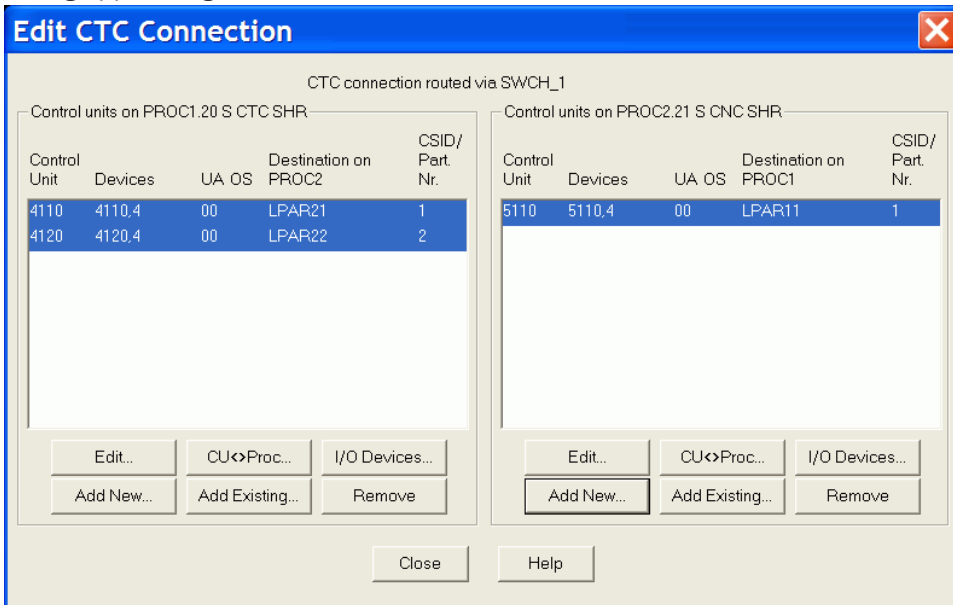 Edit CTC Connection
CTC connection routed via SWCH_1
Control units on PROC1.20 S CTC SHR
Control Unit Devices UA OS Destination on PROC2 CSID/ Part. Nr.
4110 4110,4 00 LPAR21 1
4120 4120,4 00 LPAR22 2
Edit... CU<>Proc... I/O Devices...
Add New... Add Existing... Remove
Control units on PROC2.21 S CNC SHR
Control Unit Devices UA OS Destination on PROC1 CSID/ Part. Nr.
5110 5110,4 00 LPAR11 1
Edit... CU<>Proc... I/O Devices...
Add New... Add Existing... Remove
Close Help